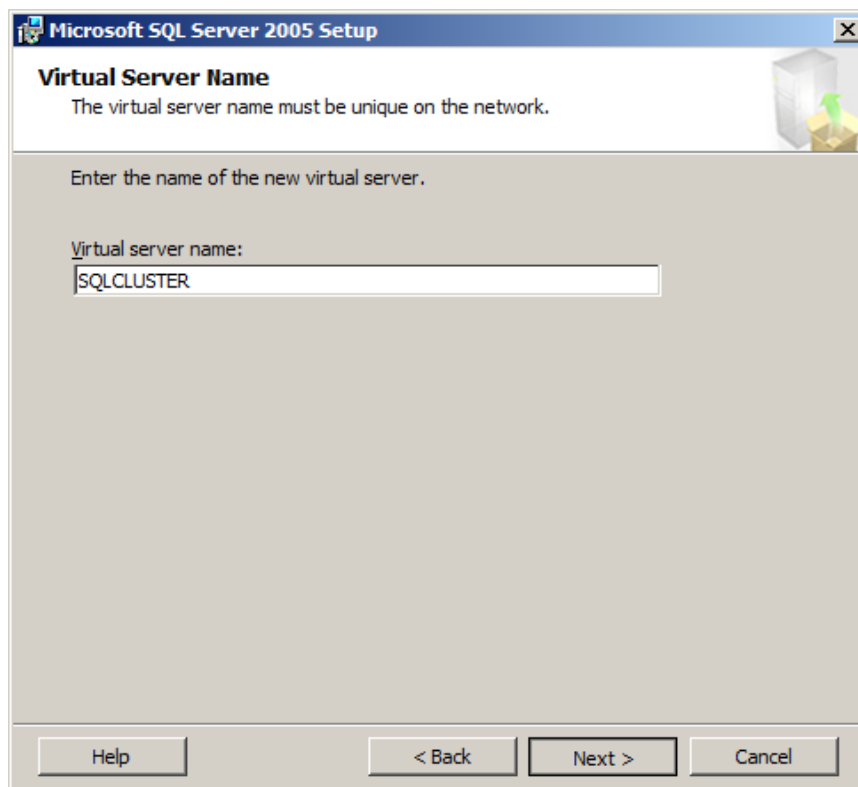 Microsoft SQL Server 2005 Setup
Virtual Server Name
The virtual server name must be unique on the network.
Enter the name of the new virtual server.
Virtual server name:
SQLCLUSTER
Help
< Back
Next >
Cancel